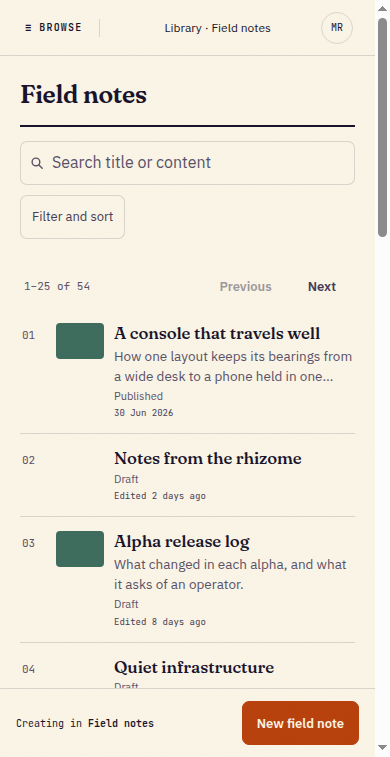 ≡ BROWSE
Library · Field notes
MR
Field notes
Search title or content
Filter and sort
1–25 of 54
Previous
Next
01
A console that travels well
How one layout keeps its bearings from
a wide desk to a phone held in one…
Published
30 Jun 2026
02
Notes from the rhizome
Draft
Edited 2 days ago
03
Alpha release log
What changed in each alpha, and what
it asks of an operator.
Draft
Edited 8 days ago
04
Quiet infrastructure
Draft
Creating in Field notes
New field note